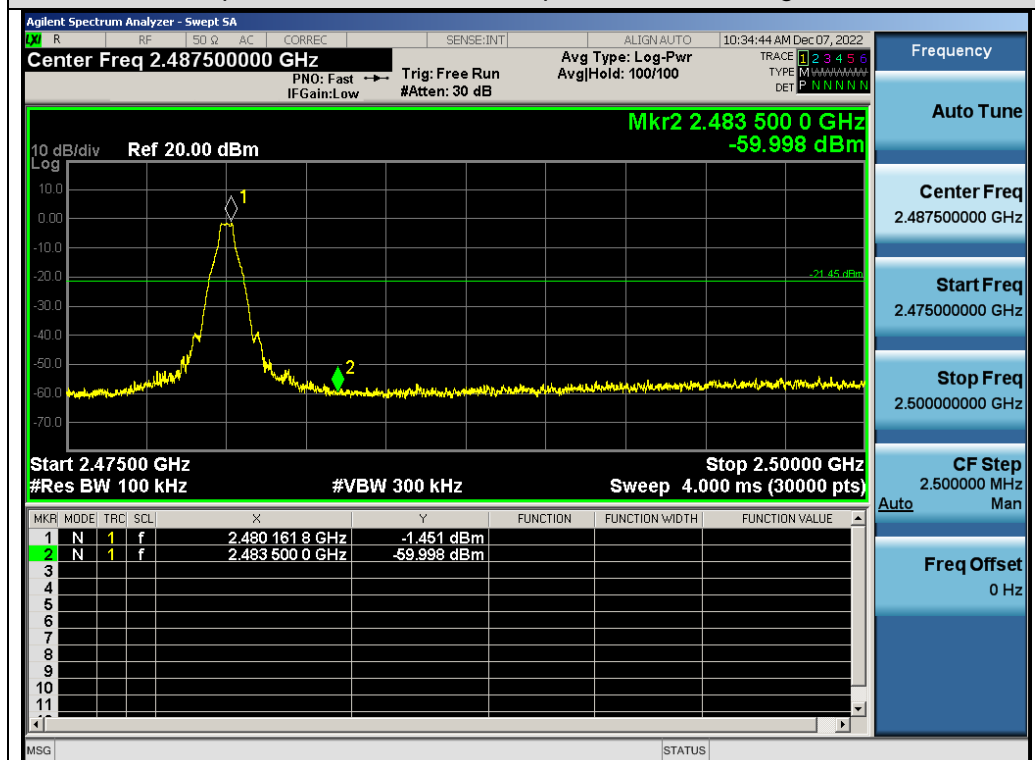 Agilent Spectrum Analyzer - Swept SA
LXI R RF 50 Ω AC CORREC SENSE:INT ALIGN AUTO 10:34:44 AM Dec 07, 2022
Center Freq 2.487500000 GHz
PNO: Fast
IFGain:Low
Trig: Free Run
#Atten: 30 dB
Avg Type: Log-Pwr
Avg|Hold: 100/100
TRACE 1 2 3 4 5 6
TYPE M WWWWW
DET P N N N N N
Mkr2 2.483 500 0 GHz
-59.998 dBm
10 dB/div Ref 20.00 dBm
Log
10.0
0.00
-10.0
-20.0
-30.0
-40.0
-50.0
-60.0
-70.0
1
-21.45 dBm
2
Start 2.47500 GHz Stop 2.50000 GHz
#Res BW 100 kHz #VBW 300 kHz Sweep 4.000 ms (30000 pts)
MKR MODE TRC SCL X Y FUNCTION FUNCTION WIDTH FUNCTION VALUE
1 N 1 f 2.480 161 8 GHz -1.451 dBm
2 N 1 f 2.483 500 0 GHz -59.998 dBm
3
4
5
6
7
8
9
10
11
MSG STATUS
Frequency
Auto Tune
Center Freq
2.487500000 GHz
Start Freq
2.475000000 GHz
Stop Freq
2.500000000 GHz
CF Step
2.500000 MHz
Auto Man
Freq Offset
0 Hz